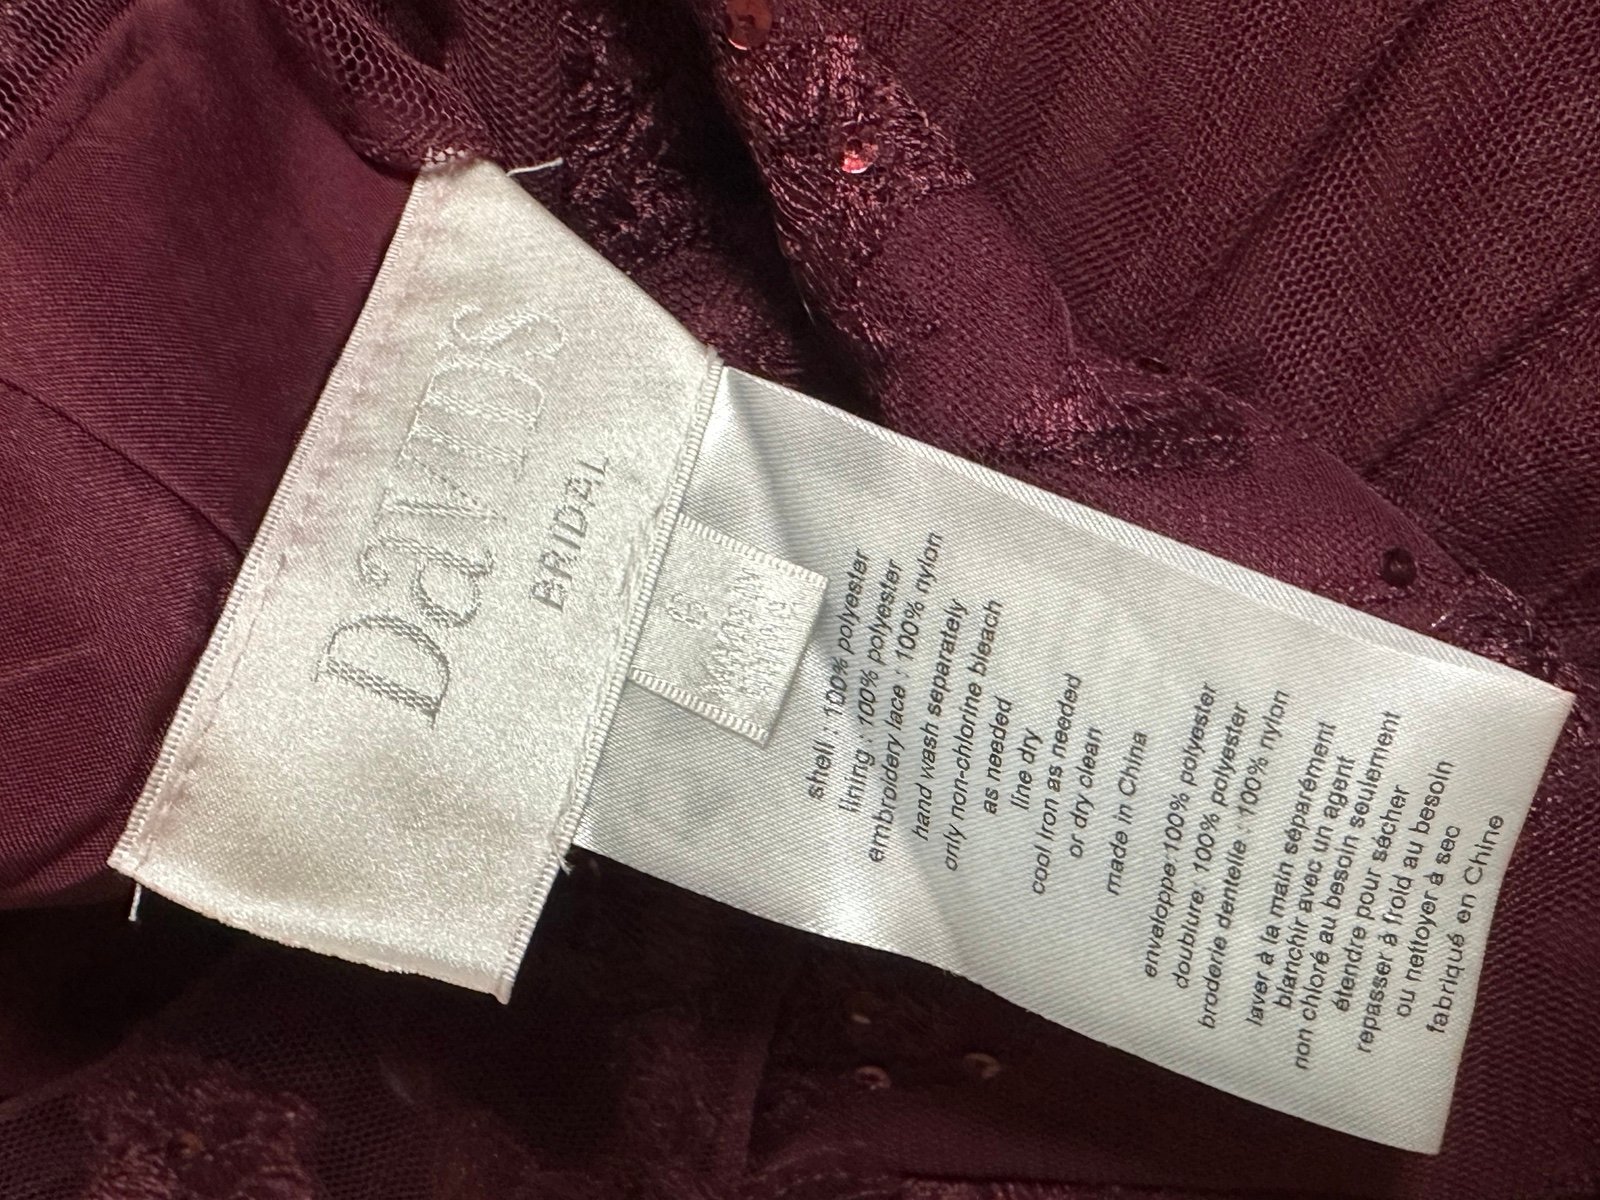 DAVIDS
BRIDAL
6
shell : 100% polyester
lining : 100% polyester
embroidery lace : 100% nylon
hand wash separately
only non-chlorine bleach
as needed
line dry
cool iron as needed
or dry clean
made in China
enveloppe 100% polyester
doublure. 100% polyester
broderie dentelle : 100% nylon
laver à la main séparément
blanchir avec un agent
non chloré au besoin seulement
étendre pour sécher
repasser à froid au besoin
ou nettoyer à sec
fabriqué en Chine